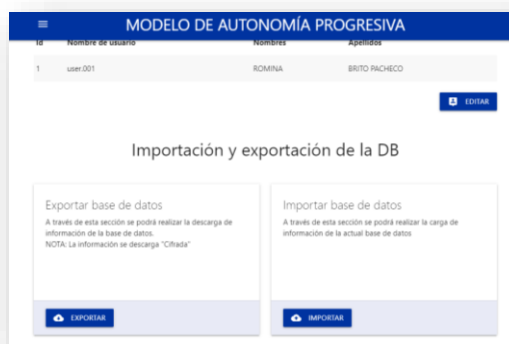 MODELO DE AUTONOMÍA PROGRESIVA
Id Nombre de usuario Nombres Apellidos
1 user.001 ROMINA BRITO PACHECO
EDITAR
Importación y exportación de la DB
Exportar base de datos
A través de esta sección se podrá realizar la descarga de
información de la base de datos.
NOTA: La información se descarga "Cifrada"
EXPORTAR
Importar base de datos
A través de esta sección se podrá realizar la carga de
información de la actual base de datos
IMPORTAR